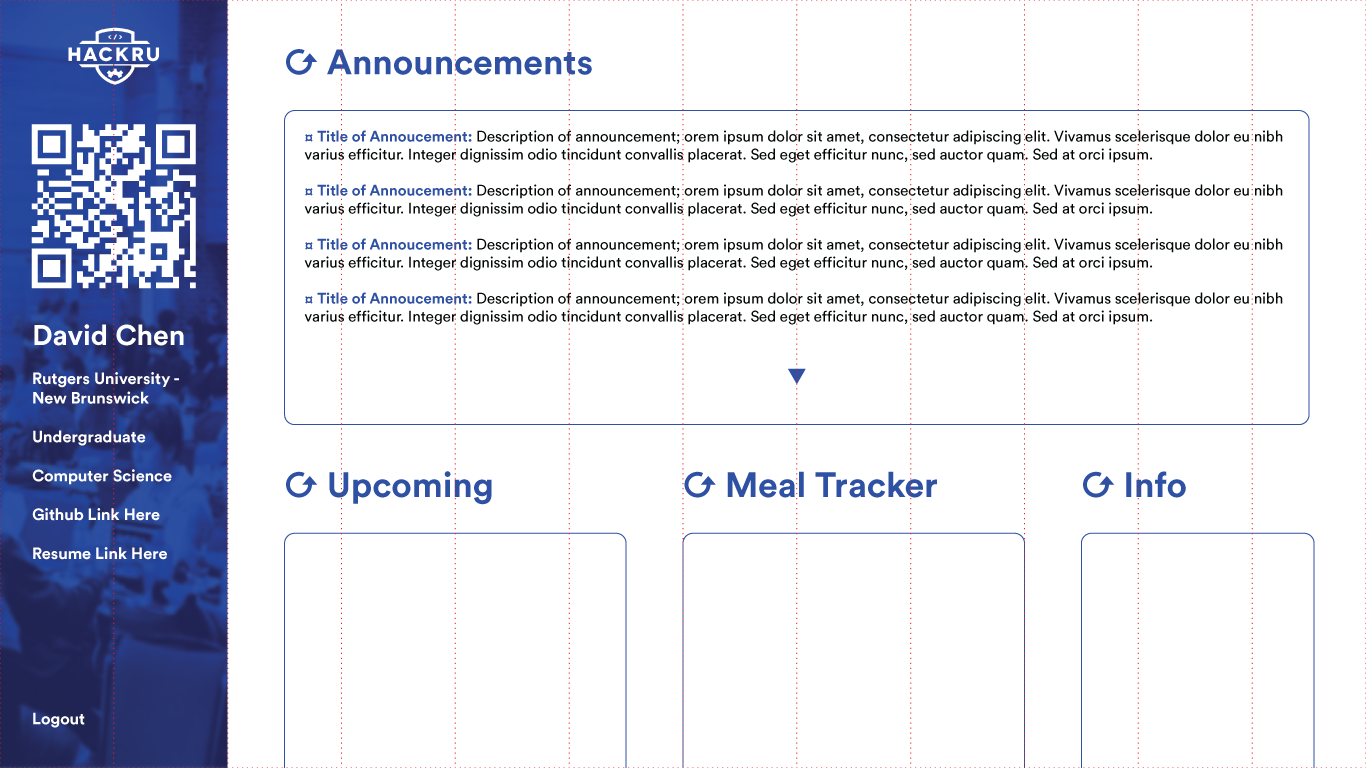 </>
HACKRU
David Chen
Rutgers University -
New Brunswick
Undergraduate
Computer Science
Github Link Here
Resume Link Here
Logout
Announcements
¤ Title of Annoucement: Description of announcement; orem ipsum dolor sit amet, consectetur adipiscing elit. Vivamus scelerisque dolor eu nibh
varius efficitur. Integer dignissim odio tincidunt convallis placerat. Sed eget efficitur nunc, sed auctor quam. Sed at orci ipsum.
¤ Title of Annoucement: Description of announcement; orem ipsum dolor sit amet, consectetur adipiscing elit. Vivamus scelerisque dolor eu nibh
varius efficitur. Integer dignissim odio tincidunt convallis placerat. Sed eget efficitur nunc, sed auctor quam. Sed at orci ipsum.
¤ Title of Annoucement: Description of announcement; orem ipsum dolor sit amet, consectetur adipiscing elit. Vivamus scelerisque dolor eu nibh
varius efficitur. Integer dignissim odio tincidunt convallis placerat. Sed eget efficitur nunc, sed auctor quam. Sed at orci ipsum.
¤ Title of Annoucement: Description of announcement; orem ipsum dolor sit amet, consectetur adipiscing elit. Vivamus scelerisque dolor eu nibh
varius efficitur. Integer dignissim odio tincidunt convallis placerat. Sed eget efficitur nunc, sed auctor quam. Sed at orci ipsum.
Upcoming
Meal Tracker
Info